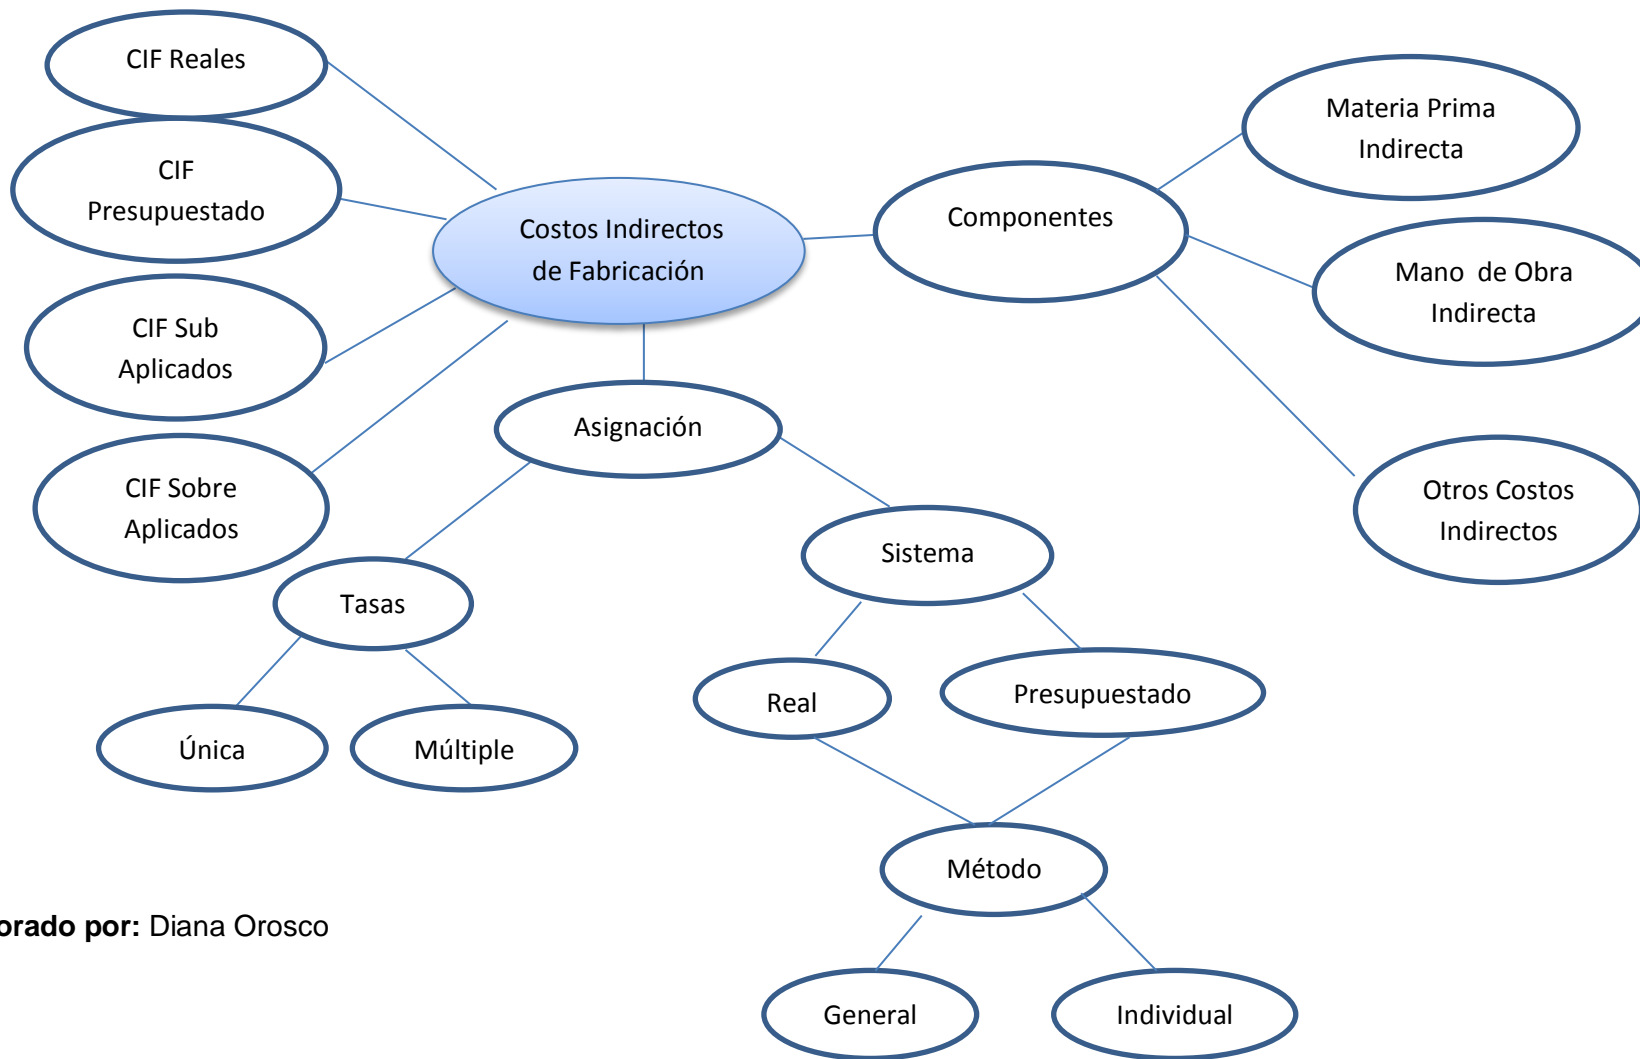 CIF Reales
CIF
Presupuestado
CIF Sub
Aplicados
CIF Sobre
Aplicados
Costos Indirectos
de Fabricación
Componentes
Materia Prima
Indirecta
Mano de Obra
Indirecta
Otros Costos
Indirectos
Asignación
Tasas
Única
Múltiple
Sistema
Real
Presupuestado
Método
General
Individual
orado por: Diana Orosco